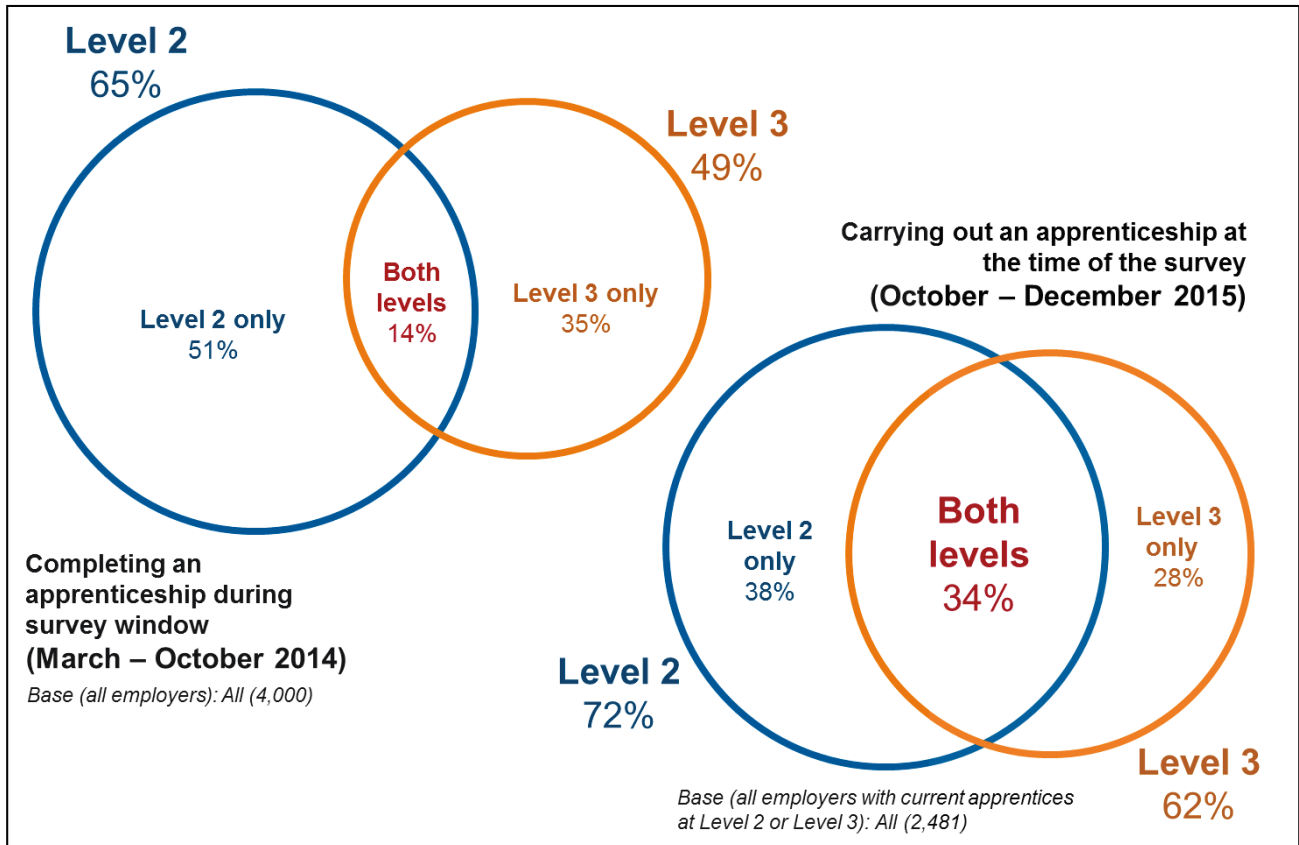 Level 2
65%
Level 3
49%
Level 2 only
51%
Both
levels
14%
Level 3 only
35%
Completing an
apprenticeship during
survey window
(March – October 2014)
Base (all employers): All (4,000)
Carrying out an apprenticeship at
the time of the survey
(October – December 2015)
Level 2
only
38%
Both
levels
34%
Level 3
only
28%
Level 2
72%
Level 3
62%
Base (all employers with current apprentices
at Level 2 or Level 3): All (2,481)